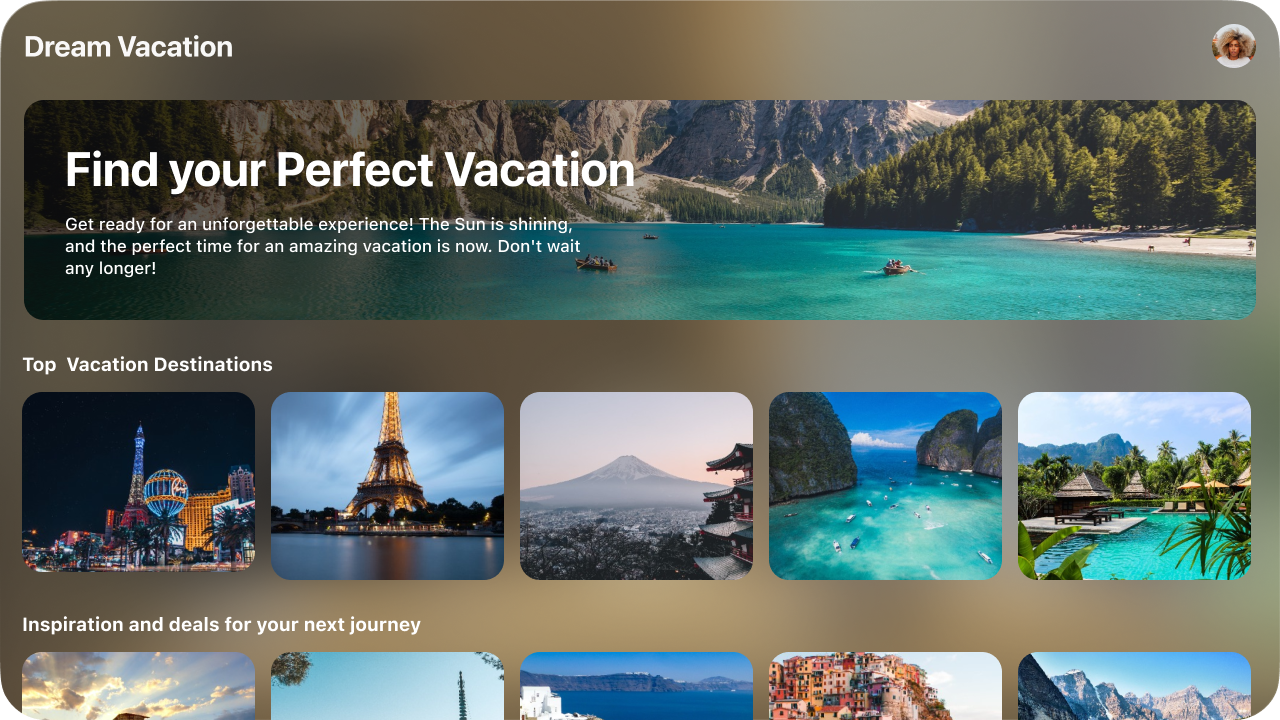 Dream Vacation
Find your Perfect Vacation
Get ready for an unforgettable experience! The Sun is shining,
and the perfect time for an amazing vacation is now. Don't wait
any longer!
Top  Vacation Destinations
Inspiration and deals for your next journey